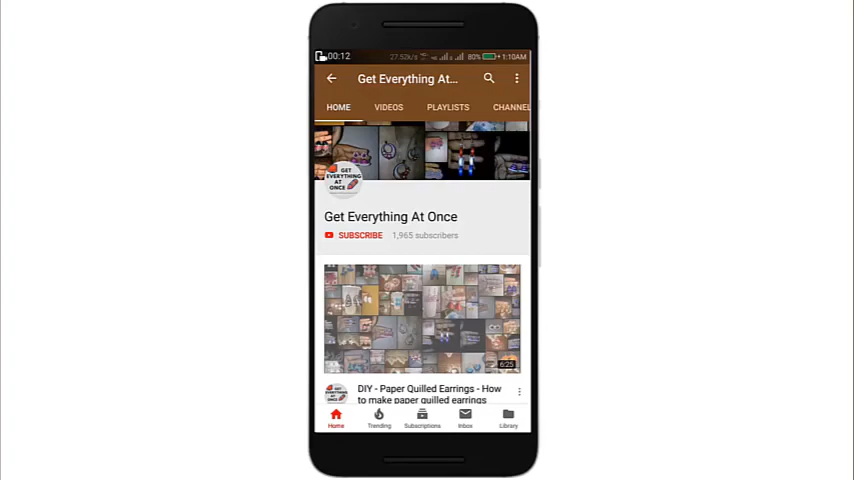 00:12 27.52k/s 80% 1:10AM
Get Everything At...
HOME VIDEOS PLAYLISTS CHANNEL
GET
EVERYTHING
AT
ONCE
Get Everything At Once
SUBSCRIBE 1,965 subscribers
6:25
DIY - Paper Quilled Earrings - How
to make paper quilled earrings
Home Trending Subscriptions Inbox Library